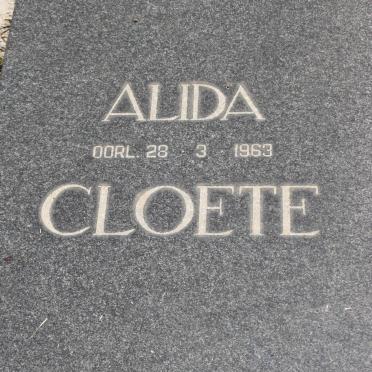 ALIDA
OORL. 28 · 3 · 1963
CLOETE